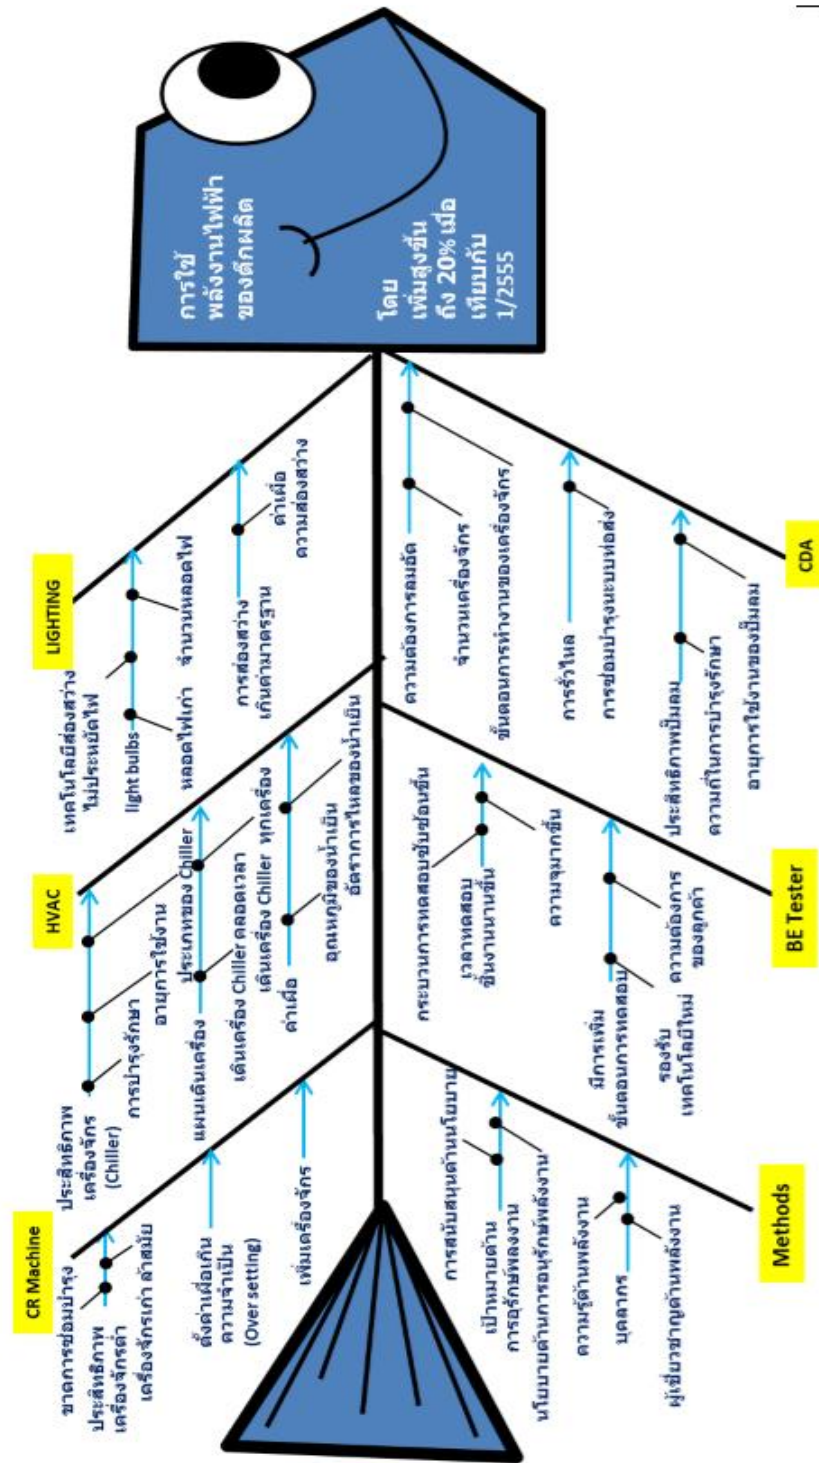 CR Machine
ขาดการซ่อมบำรุง
ประสิทธิภาพ
เครื่องจักรต่ำ
เครื่องจักรเก่า ล้าสมัย
ตั้งค่าเผื่อเกิน
ความจำเป็น
(Over setting)
เพิ่มเครื่องจักร
HVAC
ประสิทธิภาพ
เครื่องจักร
(Chiller)
การบำรุงรักษา
อายุการใช้งาน
ประเภทของ Chiller
แผนเดินเครื่อง
เดินเครื่อง Chiller ตลอดเวลา
เดินเครื่อง Chiller ทุกเครื่อง
ค่าเผื่อ
อุณหภูมิของน้ำเย็น
อัตราการไหลของน้ำเย็น
LIGHTING
เทคโนโลยีส่องสว่าง
ไม่ประหยัดไฟ
light bulbs
หลอดไฟเก่า
จำนวนหลอดไฟ
การส่องสว่าง
เกินค่ามาตรฐาน
ค่าเผื่อ
ความส่องสว่าง
การใช้
พลังงานไฟฟ้า
ของตึกผลิต
โดย
เพิ่มสูงขึ้น
ถึง 20% เมื่อ
เทียบกับ
1/2555
Methods
การสนับสนุนด้านนโยบาย
เป้าหมายด้าน
การอุรักษ์พลงงาน
นโยบายด้านการอนุรักษ์พลังงาน
ความรู้ด้านพลังงาน
บุคลากร
ผู้เชี่ยวชาญด้านพลังงาน
BE Tester
กระบวนการทดสอบซับซ้อนขึ้น
เวลาทดสอบ
ชิ้นงานนานขึ้น
ความจุมากขึ้น
มีการเพิ่ม
ขั้นตอนการทดสอบ
รองรับ
เทคโนโลยีใหม่
ความต้องการ
ของลูกค้า
CDA
ความต้องการลมอัด
จำนวนเครื่องจักร
ขั้นตอนการทำงานของเครื่องจักร
การรั่วไหล
การซ่อมบำรุงระบบท่อส่ง
ประสิทธิภาพปั๊มลม
ความถี่ในการบำรุงรักษา
อายุการใช้งานของปั๊มลม